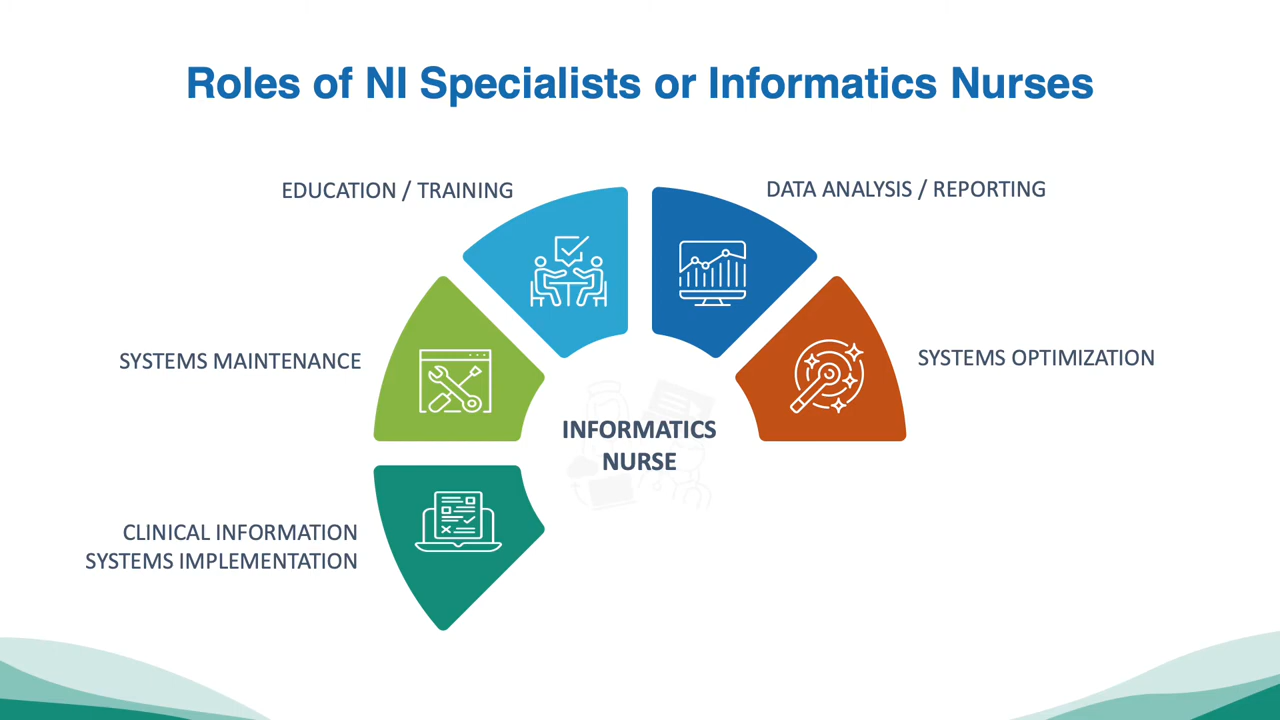 Roles of NI Specialists or Informatics Nurses
EDUCATION / TRAINING
DATA ANALYSIS / REPORTING
SYSTEMS MAINTENANCE
SYSTEMS OPTIMIZATION
INFORMATICS
NURSE
CLINICAL INFORMATION
SYSTEMS IMPLEMENTATION